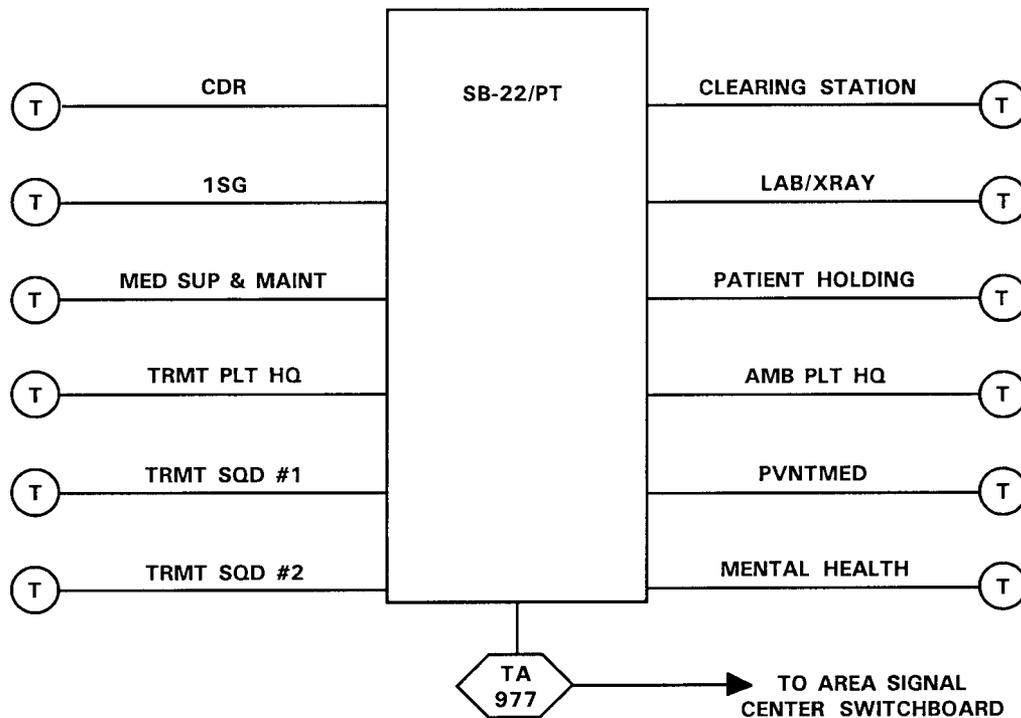 SB-22/PT
T
CDR
T
1SG
T
MED SUP & MAINT
T
TRMT PLT HQ
T
TRMT SQD #1
T
TRMT SQD #2
CLEARING STATION
T
LAB/XRAY
T
PATIENT HOLDING
T
AMB PLT HQ
T
PVNTMED
T
MENTAL HEALTH
T
TA
977
TO AREA SIGNAL
CENTER SWITCHBOARD